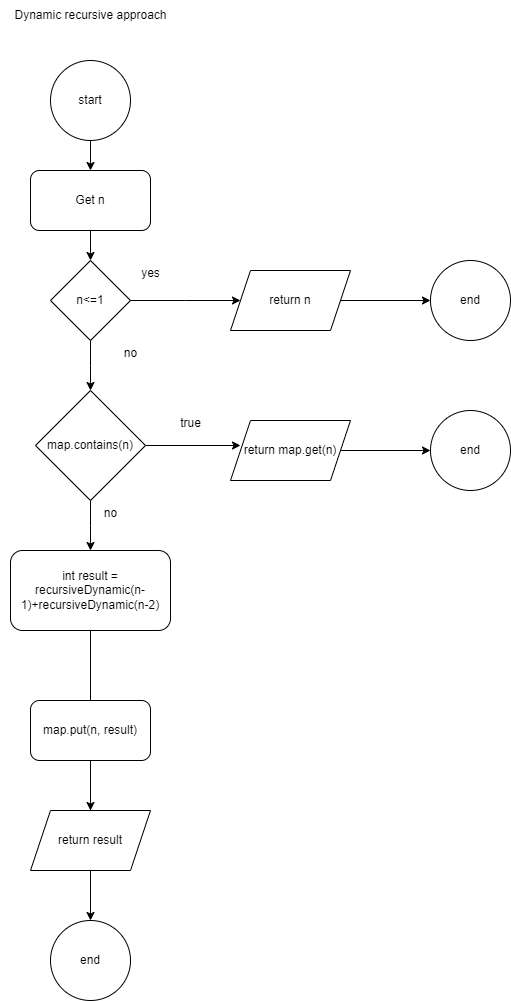 Dynamic recursive approach
start
Get n
yes
n<=1
return n
end
no
true
map.contains(n)
return map.get(n)
end
no
int result =
recursiveDynamic(n-
1)+recursiveDynamic(n-2)
map.put(n, result)
return result
end